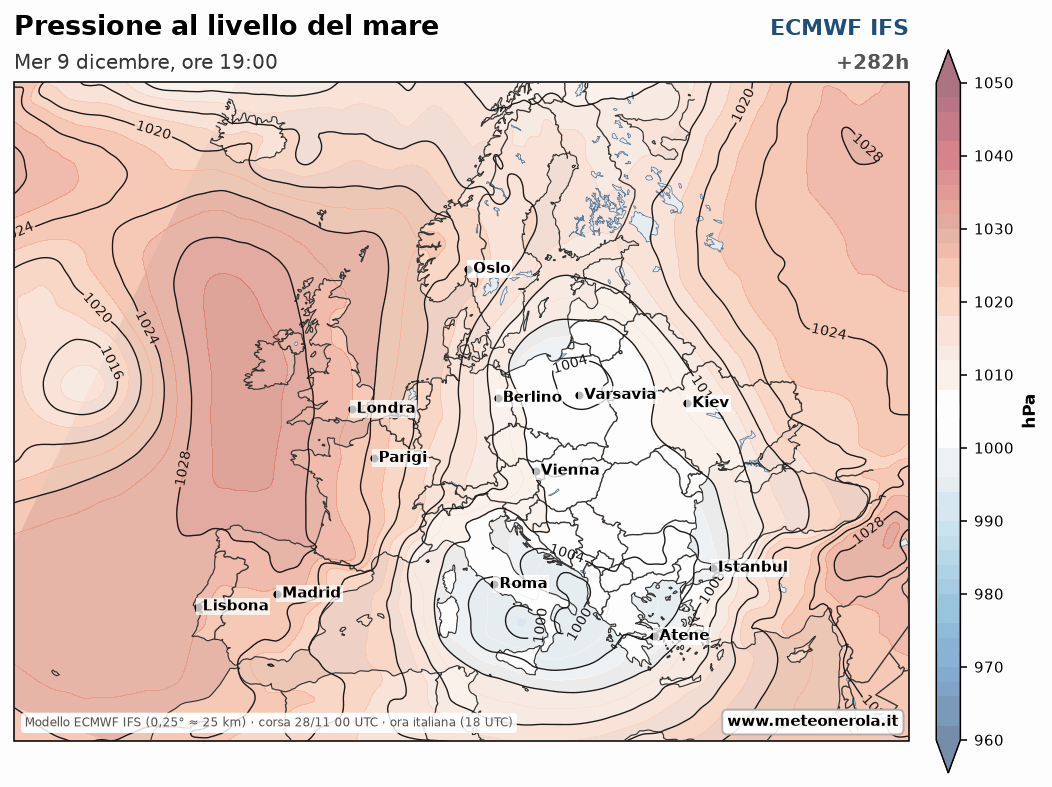 Pressione al livello del mare
ECMWF IFS
Mer 9 dicembre, ore 19:00
+282h
1020
1020
1028
1050
1040
1030
1020
1010
1000
990
980
970
960
hPa
24
Oslo
1020
1024
1016
1024
1004
Berlino
Varsavia
Kiev
Londra
Parigi
1028
Vienna
1028
1004
Istanbul
Roma
Madrid
Lisbona
1008
1000
1000
Atene
Modello ECMWF IFS (0,25° ≈ 25 km) · corsa 28/11 00 UTC · ora italiana (18 UTC)
www.meteonerola.it